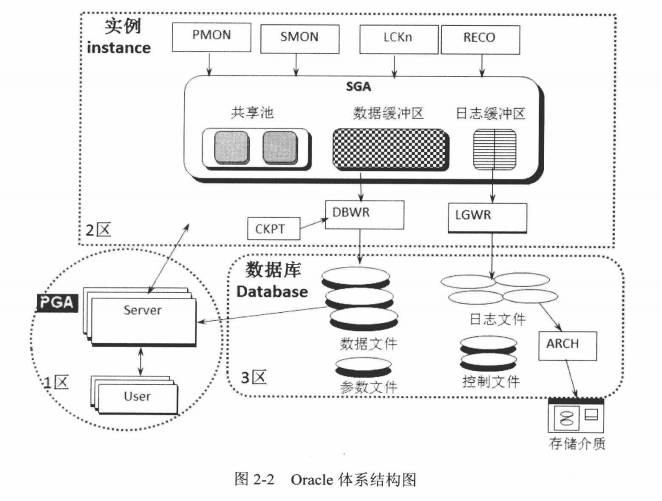 实例
instance
PMON
SMON
LCKn
RECO
SGA
共享池
数据缓冲区
日志缓冲区
CKPT
DBWR
LGWR
2区
数据库
Database
PGA
Server
User
1区
数据文件
参数文件
日志文件
控制文件
ARCH
3区
存储介质
图 2-2 Oracle 体系结构图